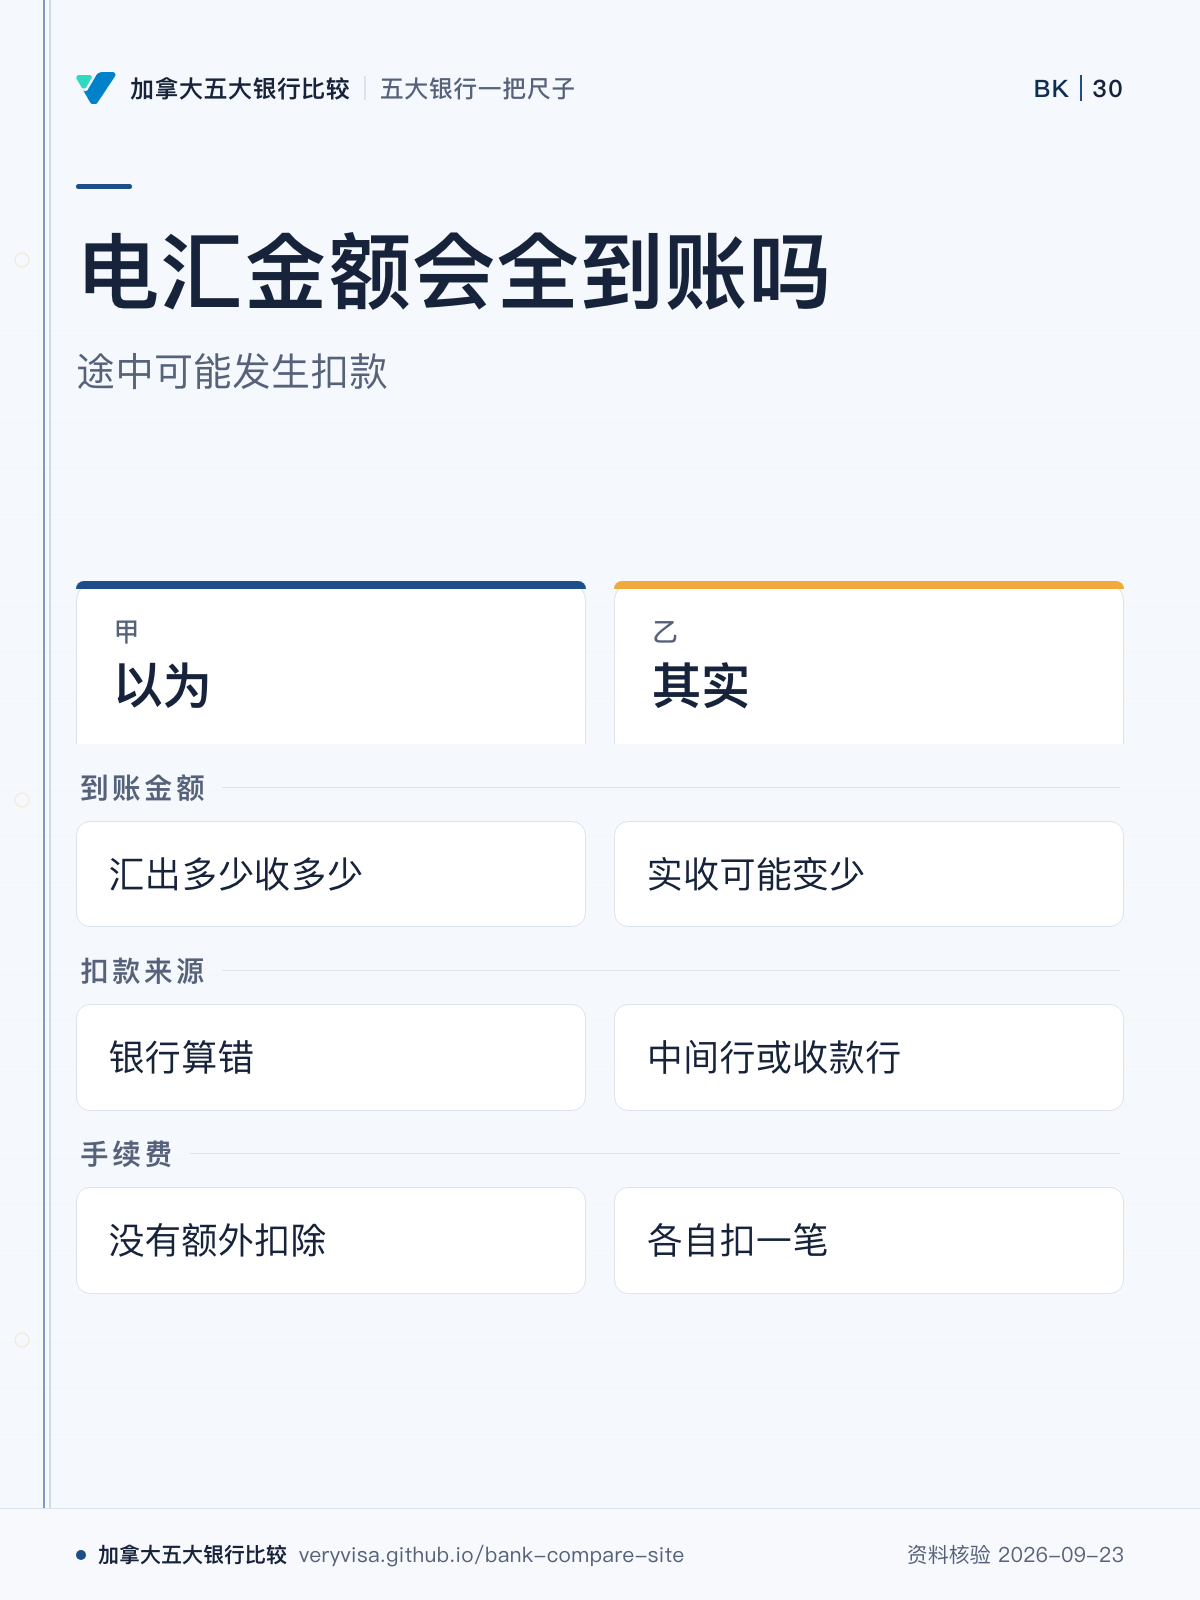 加拿大五大银行比较 五大银行一把尺子 BK 30
电汇金额会全到账吗
途中可能发生扣款
甲 乙
以为 其实
到账金额
汇出多少收多少 实收可能变少
扣款来源
银行算错 中间行或收款行
手续费
没有额外扣除 各自扣一笔
加拿大五大银行比较 veryvisa.github.io/bank-compare-site 资料核验 2026-09-23